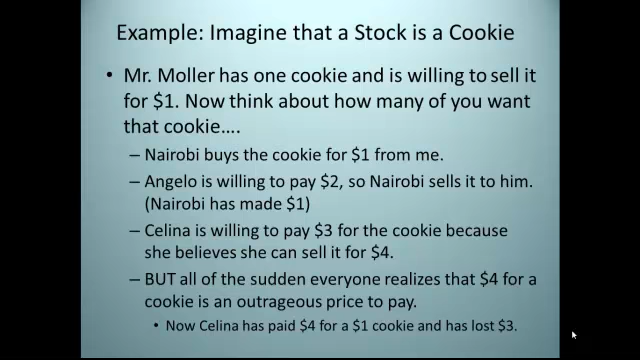 Example: Imagine that a Stock is a Cookie
• Mr. Moller has one cookie and is willing to sell it
for $1. Now think about how many of you want
that cookie….
– Nairobi buys the cookie for $1 from me.
– Angelo is willing to pay $2, so Nairobi sells it to him.
(Nairobi has made $1)
– Celina is willing to pay $3 for the cookie because
she believes she can sell it for $4.
– BUT all of the sudden everyone realizes that $4 for a
cookie is an outrageous price to pay.
• Now Celina has paid $4 for a $1 cookie and has lost $3.